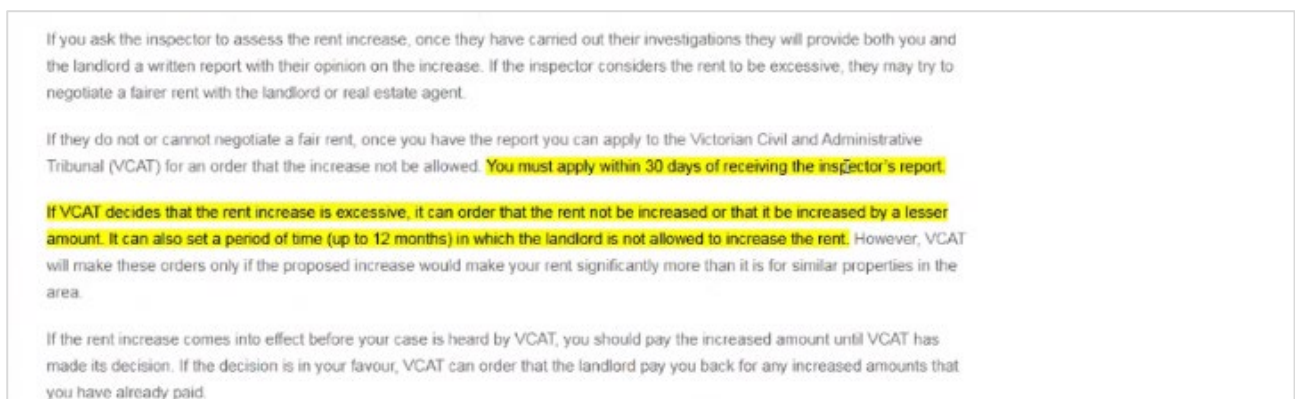 If you ask the inspector to assess the rent increase, once they have carried out their investigations they will provide both you and
the landlord a written report with their opinion on the increase. If the inspector considers the rent to be excessive, they may try to
negotiate a fairer rent with the landlord or real estate agent.
If they do not or cannot negotiate a fair rent, once you have the report you can apply to the Victorian Civil and Administrative
Tribunal (VCAT) for an order that the increase not be allowed. You must apply within 30 days of receiving the inspector's report.
If VCAT decides that the rent increase is excessive, it can order that the rent not be increased or that it be increased by a lesser
amount. It can also set a period of time (up to 12 months) in which the landlord is not allowed to increase the rent. However, VCAT
will make these orders only if the proposed increase would make your rent significantly more than it is for similar properties in the
area.
If the rent increase comes into effect before your case is heard by VCAT, you should pay the increased amount until VCAT has
made its decision. If the decision is in your favour, VCAT can order that the landlord pay you back for any increased amounts that
you have already paid.